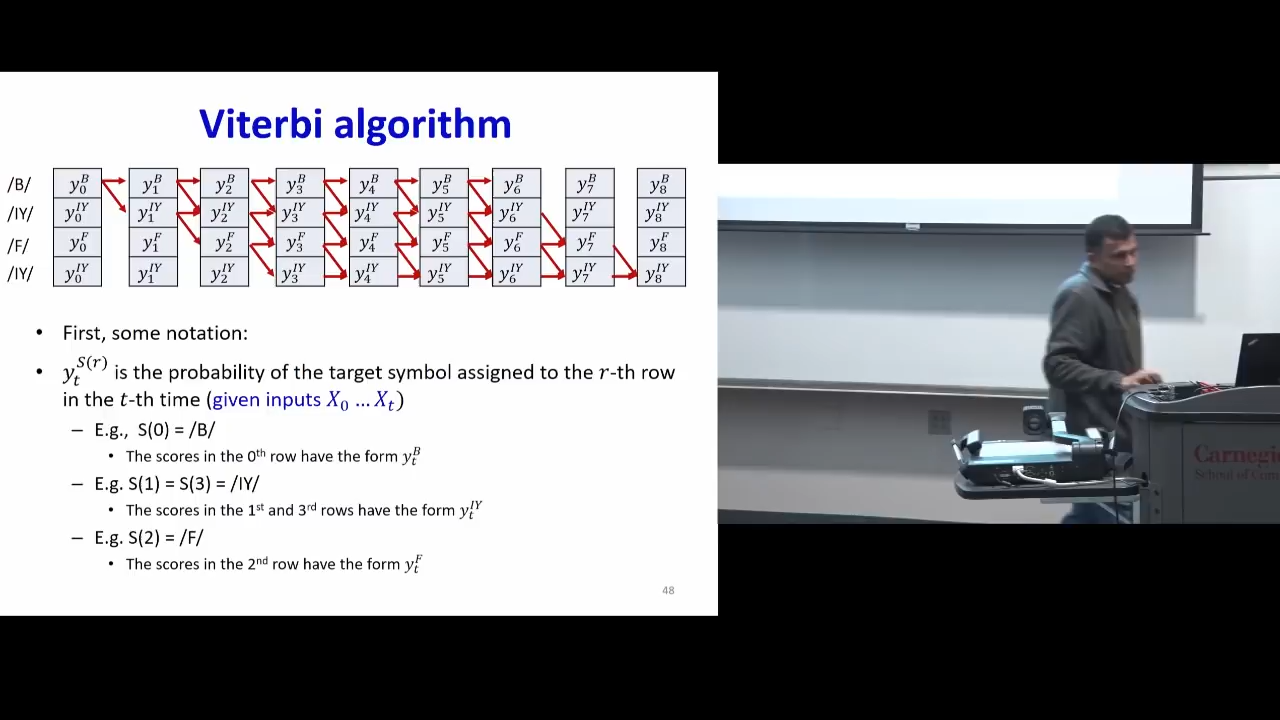 Viterbi algorithm
/B/ y_0^B y_1^B y_2^B y_3^B y_4^B y_5^B y_6^B y_7^B y_8^B
/IY/ y_0^IY y_1^IY y_2^IY y_3^IY y_4^IY y_5^IY y_6^IY y_7^IY y_8^IY
/F/ y_0^F y_1^F y_2^F y_3^F y_4^F y_5^F y_6^F y_7^F y_8^F
/IY/ y_0^IY y_1^IY y_2^IY y_3^IY y_4^IY y_5^IY y_6^IY y_7^IY y_8^IY
• First, some notation:
• y_t^S(r) is the probability of the target symbol assigned to the r-th row
in the t-th time (given inputs X_0 … X_t)
– E.g., S(0) = /B/
• The scores in the 0th row have the form y_t^B
– E.g. S(1) = S(3) = /IY/
• The scores in the 1st and 3rd rows have the form y_t^IY
– E.g. S(2) = /F/
• The scores in the 2nd row have the form y_t^F
48
Carnegi
School of Com